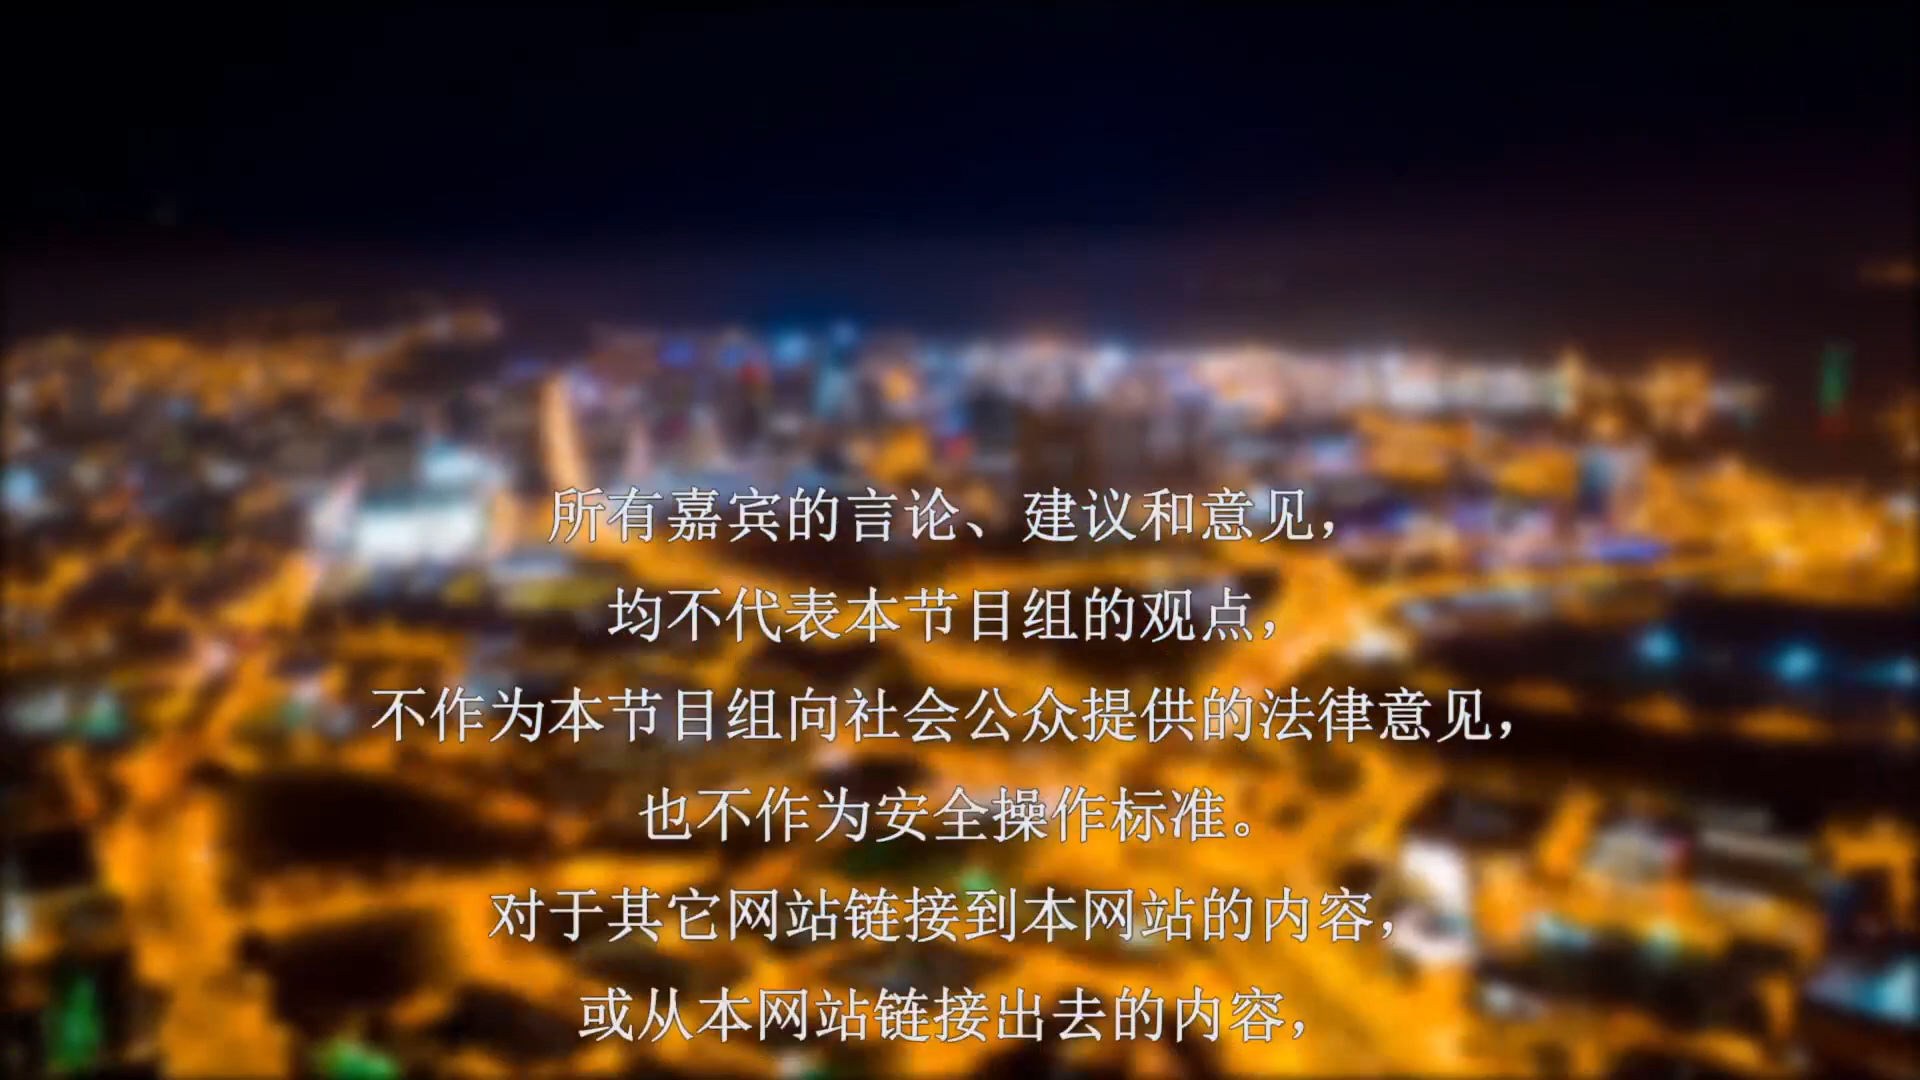 所有嘉宾的言论、建议和意见，
均不代表本节目组的观点，
不作为本节目组向社会公众提供的法律意见，
也不作为安全操作标准。
对于其它网站链接到本网站的内容，
或从本网站链接出去的内容，